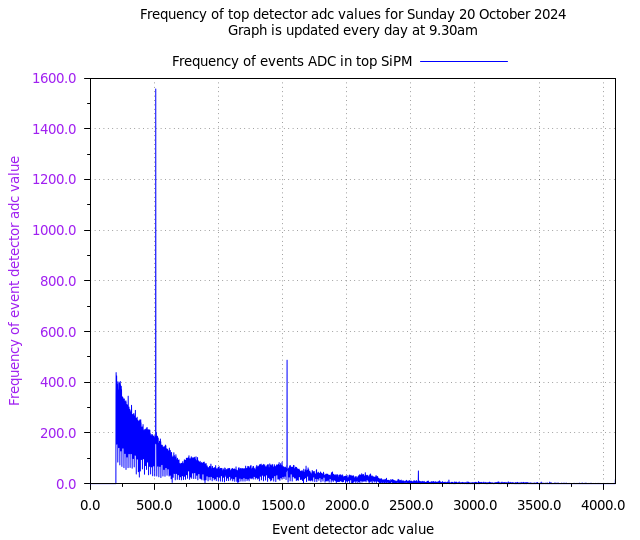 Frequency of top detector adc values for Sunday 20 October 2024
Graph is updated every day at 9.30am
Frequency of events ADC in top SiPM
1600.0
1400.0
1200.0
1000.0
800.0
600.0
400.0
200.0
0.0
Frequency of event detector adc value
0.0 500.0 1000.0 1500.0 2000.0 2500.0 3000.0 3500.0 4000.0
Event detector adc value